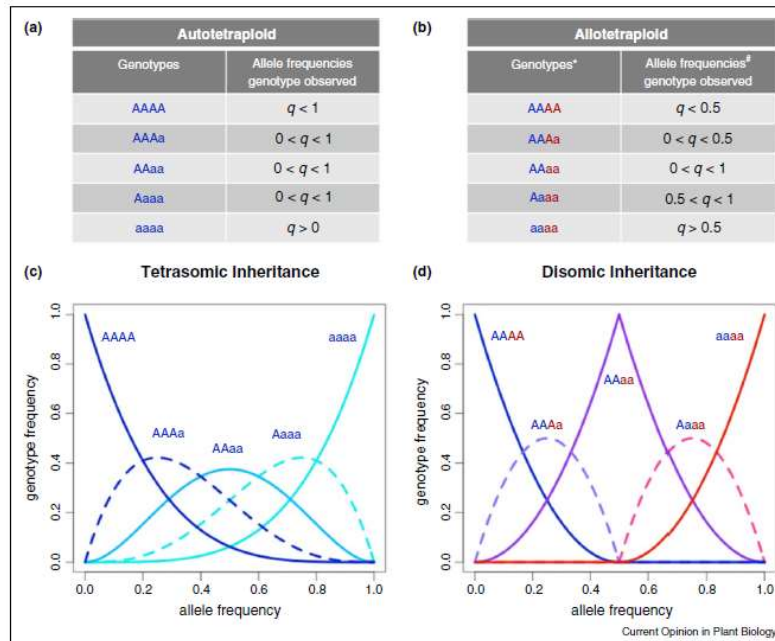 (a)
Autotetraploid
Genotypes
Allele frequencies
genotype observed
AAAA
q < 1
AAAa
0 < q < 1
AAaa
0 < q < 1
Aaaa
0 < q < 1
aaaa
q > 0
(b)
Allotetraploid
Genotypes*
Allele frequencies#
genotype observed
AAAA
q < 0.5
AAAa
0 < q < 0.5
AAaa
0 < q < 1
Aaaa
0.5 < q < 1
aaaa
q > 0.5
(c)
Tetrasomic Inheritance
genotype frequency
1.0
0.8
0.6
0.4
0.2
0.0
AAAA
aaaa
AAAa
AAaa
Aaaa
0.0 0.2 0.4 0.6 0.8 1.0
allele frequency
(d)
Disomic Inheritance
genotype frequency
1.0
0.8
0.6
0.4
0.2
0.0
AAAA
aaaa
AAaa
AAAa
Aaaa
0.0 0.2 0.4 0.6 0.8 1.0
allele frequency
Current Opinion in Plant Biology